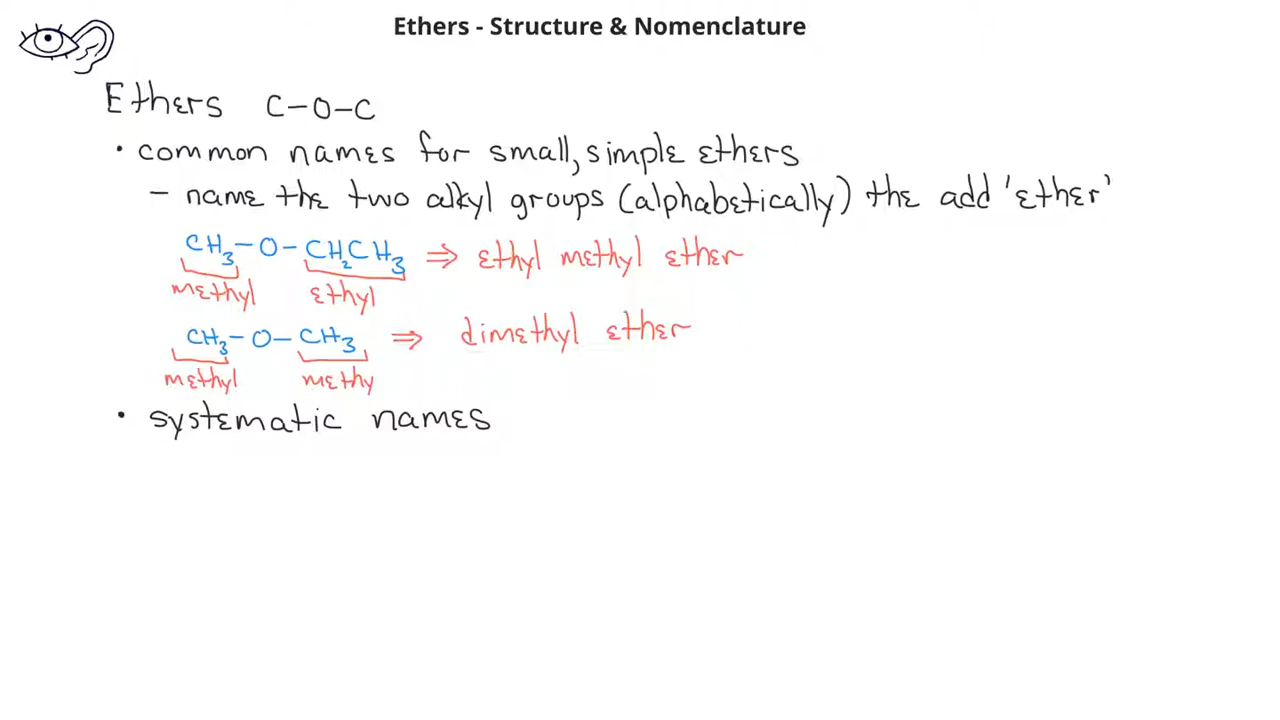 Ethers - Structure & Nomenclature
Ethers C-O-C
• common names for small, simple ethers
- name the two alkyl groups (alphabetically) the add 'ether'
CH3-O-CH2CH3 ⇒ ethyl methyl ether
methyl ethyl
CH3-O-CH3 ⇒ dimethyl ether
methyl methy
• systematic names